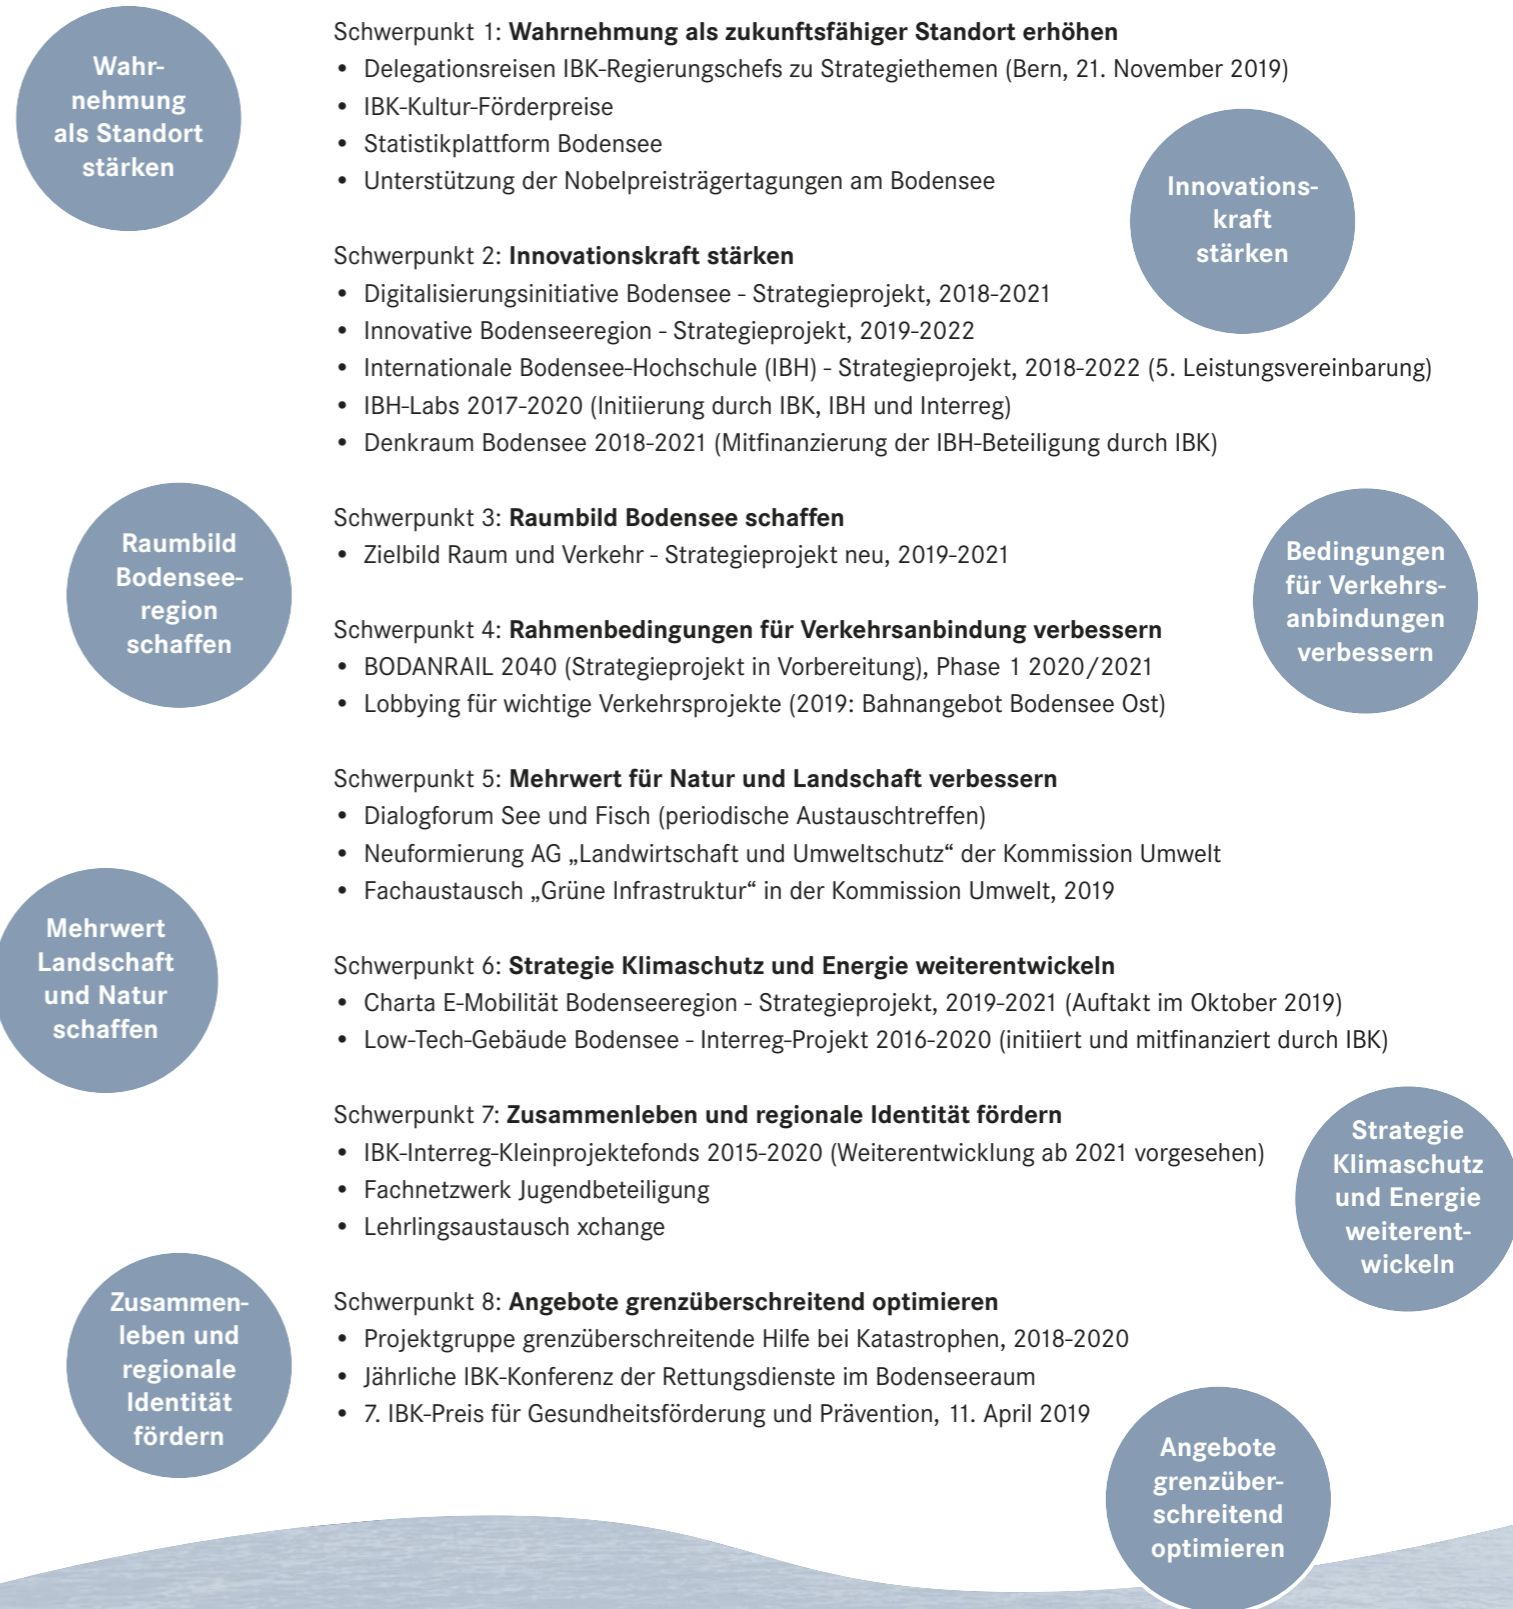 Wahr-
nehmung
als Standort
stärken
Schwerpunkt 1: Wahrnehmung als zukunftsfähiger Standort erhöhen
• Delegationsreisen IBK-Regierungschefs zu Strategiethemen (Bern, 21. November 2019)
• IBK-Kultur-Förderpreise
• Statistikplattform Bodensee
• Unterstützung der Nobelpreisträgertagungen am Bodensee
Innovations-
kraft
stärken
Schwerpunkt 2: Innovationskraft stärken
• Digitalisierungsinitiative Bodensee - Strategieprojekt, 2018-2021
• Innovative Bodenseeregion - Strategieprojekt, 2019-2022
• Internationale Bodensee-Hochschule (IBH) - Strategieprojekt, 2018-2022 (5. Leistungsvereinbarung)
• IBH-Labs 2017-2020 (Initiierung durch IBK, IBH und Interreg)
• Denkraum Bodensee 2018-2021 (Mitfinanzierung der IBH-Beteiligung durch IBK)
Raumbild
Bodensee-
region
schaffen
Schwerpunkt 3: Raumbild Bodensee schaffen
• Zielbild Raum und Verkehr - Strategieprojekt neu, 2019-2021
Bedingungen
für Verkehrs-
anbindungen
verbessern
Schwerpunkt 4: Rahmenbedingungen für Verkehrsanbindung verbessern
• BODANRAIL 2040 (Strategieprojekt in Vorbereitung), Phase 1 2020/2021
• Lobbying für wichtige Verkehrsprojekte (2019: Bahnangebot Bodensee Ost)
Schwerpunkt 5: Mehrwert für Natur und Landschaft verbessern
• Dialogforum See und Fisch (periodische Austauschtreffen)
• Neuformierung AG „Landwirtschaft und Umweltschutz“ der Kommission Umwelt
• Fachaustausch „Grüne Infrastruktur“ in der Kommission Umwelt, 2019
Mehrwert
Landschaft
und Natur
schaffen
Schwerpunkt 6: Strategie Klimaschutz und Energie weiterentwickeln
• Charta E-Mobilität Bodenseeregion - Strategieprojekt, 2019-2021 (Auftakt im Oktober 2019)
• Low-Tech-Gebäude Bodensee - Interreg-Projekt 2016-2020 (initiiert und mitfinanziert durch IBK)
Schwerpunkt 7: Zusammenleben und regionale Identität fördern
• IBK-Interreg-Kleinprojektefonds 2015-2020 (Weiterentwicklung ab 2021 vorgesehen)
• Fachnetzwerk Jugendbeteiligung
• Lehrlingsaustausch xchange
Strategie
Klimaschutz
und Energie
weiterent-
wickeln
Zusammen-
leben und
regionale
Identität
fördern
Schwerpunkt 8: Angebote grenzüberschreitend optimieren
• Projektgruppe grenzüberschreitende Hilfe bei Katastrophen, 2018-2020
• Jährliche IBK-Konferenz der Rettungsdienste im Bodenseeraum
• 7. IBK-Preis für Gesundheitsförderung und Prävention, 11. April 2019
Angebote
grenzüber-
schreitend
optimieren